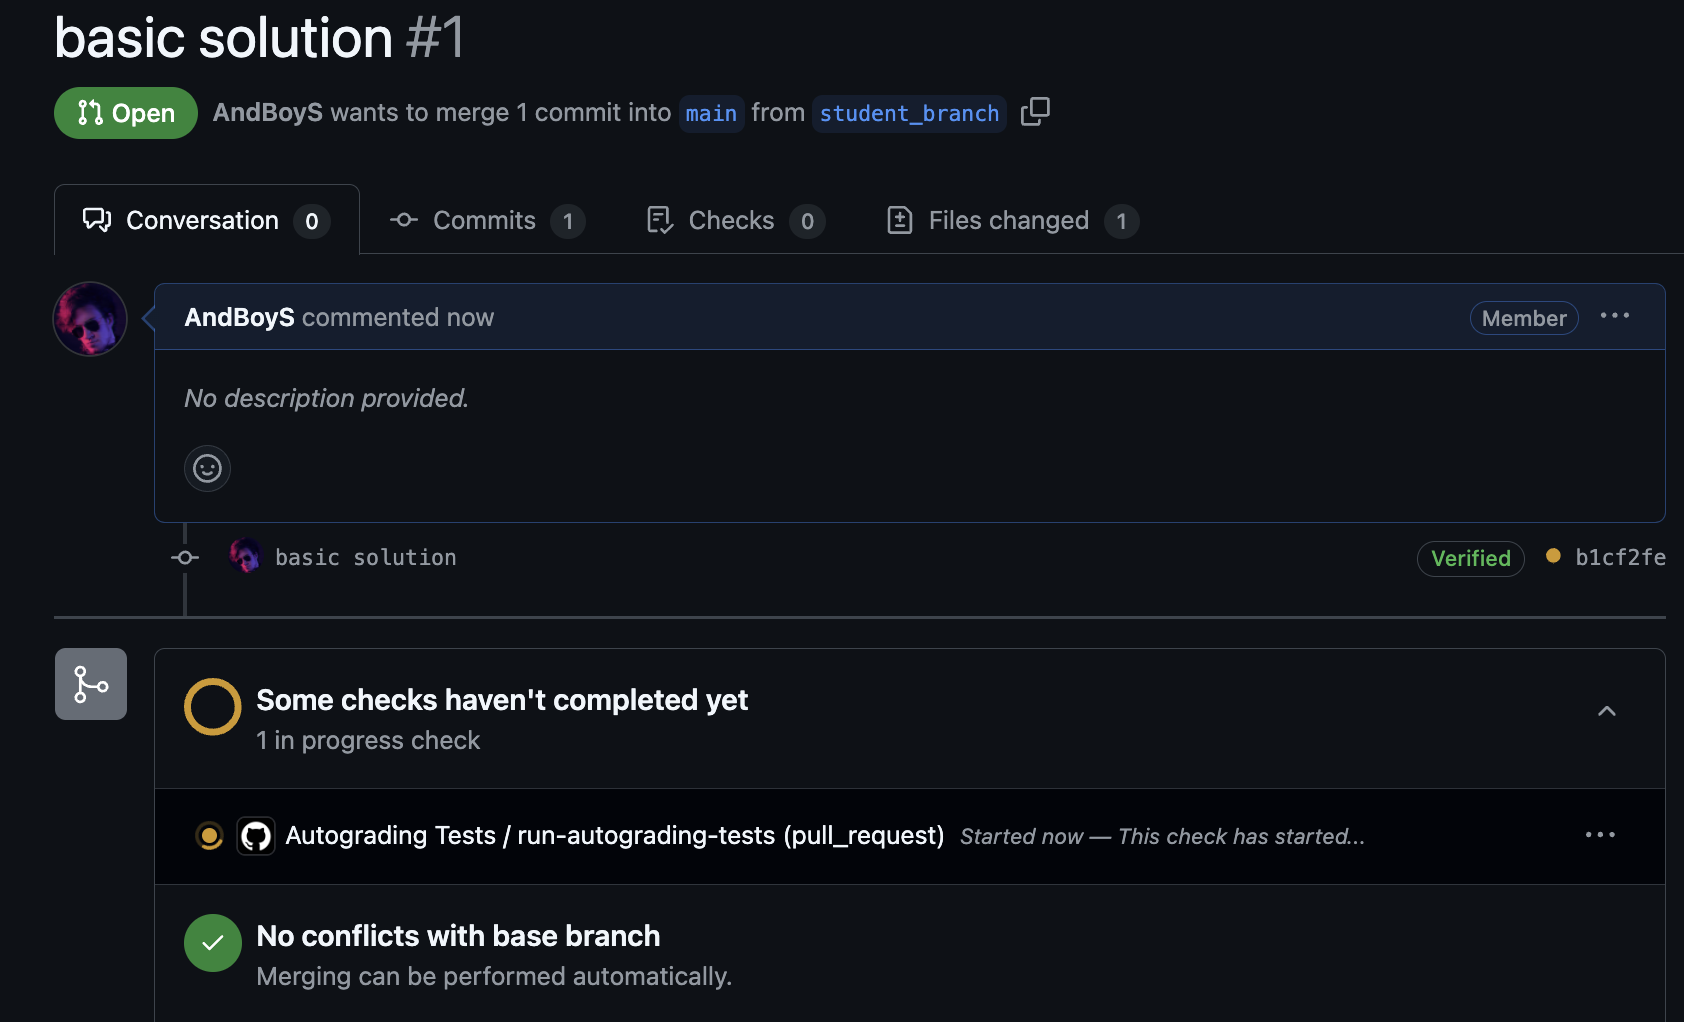 basic solution #1
Open AndBoyS wants to merge 1 commit into main from student_branch
Conversation 0 Commits 1 Checks 0 Files changed 1
AndBoyS commented now Member
No description provided.
basic solution Verified b1cf2fe
Some checks haven't completed yet
1 in progress check
Autograding Tests / run-autograding-tests (pull_request) Started now — This check has started...
No conflicts with base branch
Merging can be performed automatically.